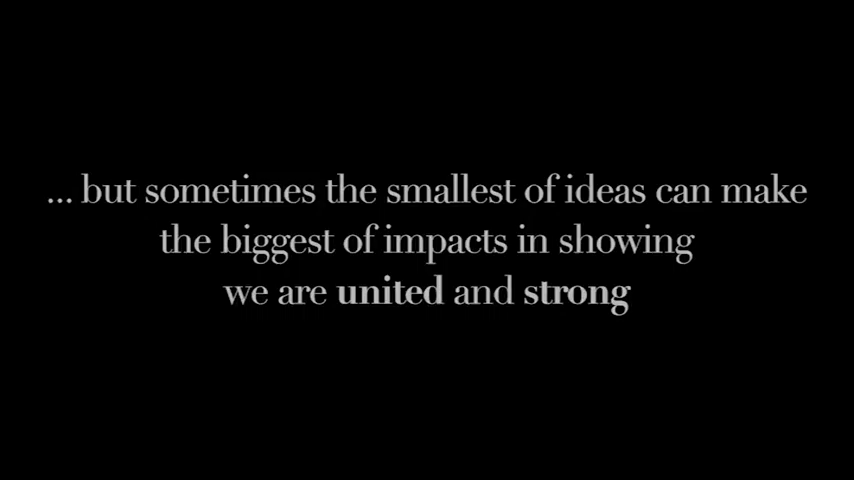 ... but sometimes the smallest of ideas can make
the biggest of impacts in showing
we are united and strong